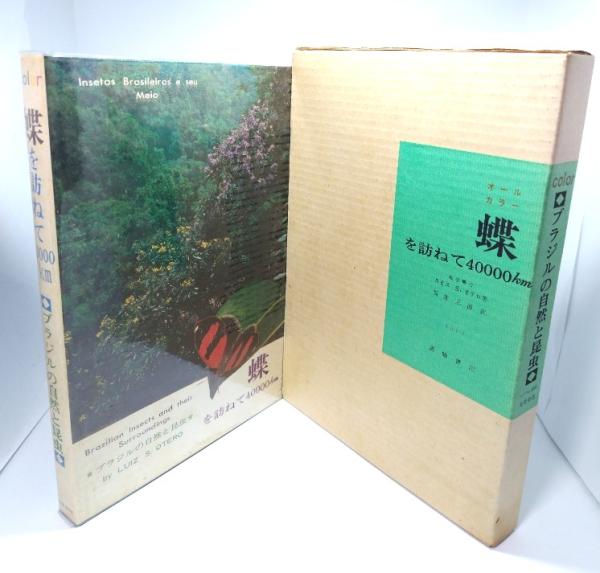 color
蝶を訪ねて40000km
ブラジルの自然と昆虫
Insetos Brasileiros e seu
Meio
蝶
を訪ねて40000km
Brazilian Insects and their
Surroundings
ブラジルの自然と昆虫
by LUIZ S. OTERO
オール
カラー
蝶
を訪ねて40000km
color
ブラジルの自然と昆虫